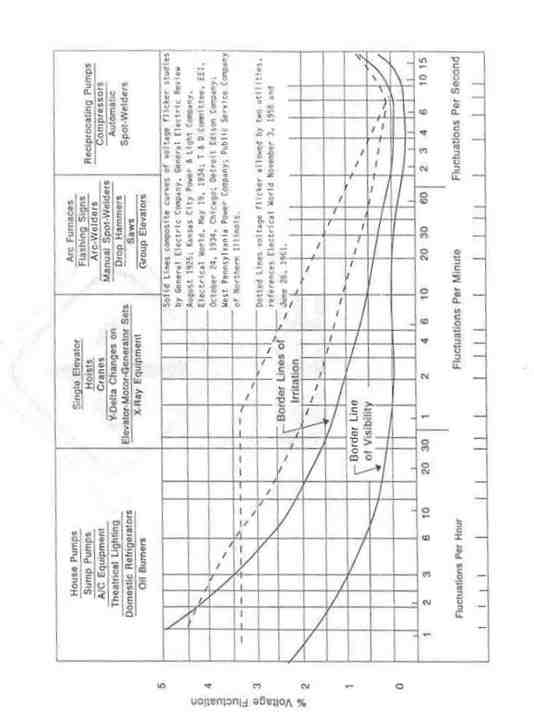 House Pumps
Sump Pumps
A/C Equipment
Theatrical Lighting
Domestic Refrigerators
Oil Burners
Single Elevator
Hoists
Cranes
Y-Delta Changes on
Elevator-Motor-Generator Sets
X-Ray Equipment
Arc Furnaces
Flashing Signs
Arc-Welders
Manual Spot-Welders
Drop Hammers
Saws
Group Elevators
Reciprocating Pumps
Compressors
Automatic
Spot-Welders
Solid Lines composite curves of voltage flicker studies
by General Electric Company, General Electric Review
August 1925; Kansas City Power & Light Company,
Electrical World, May 19, 1934; T & D Committee, EEI,
October 24, 1934, Chicago; Detroit Edison Company;
West Pennsylvania Power Company; Public Service Company
of Northern Illinois.
Dotted Lines voltage flicker allowed by two utilities,
references Electrical World November 3, 1958 and
June 26, 1961.
Border Lines of
Irritation
Border Line
of Visibility
% Voltage Fluctuation
5
4
3
2
1
0
1 2 3 6 10 20 30
1 2 4 6 10 20 30 60
2 3 4 6 10 15
Fluctuations Per Hour
Fluctuations Per Minute
Fluctuations Per Second